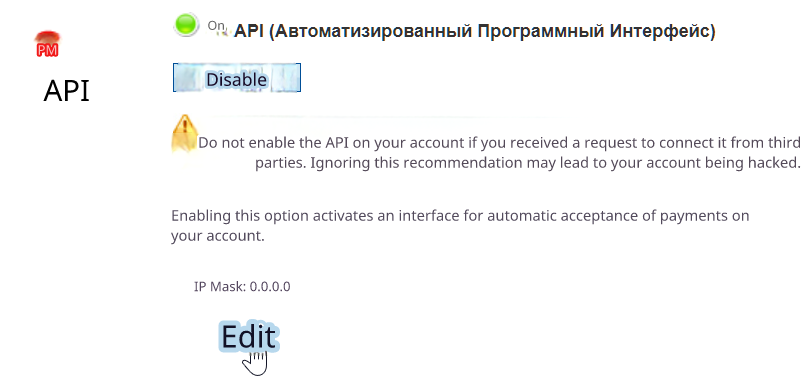 On API (Автоматизированный Программный Интерфейс)
PM
API
Disable
Do not enable the API on your account if you received a request to connect it from third
parties. Ignoring this recommendation may lead to your account being hacked.
Enabling this option activates an interface for automatic acceptance of payments on
your account.
IP Mask: 0.0.0.0
Edit